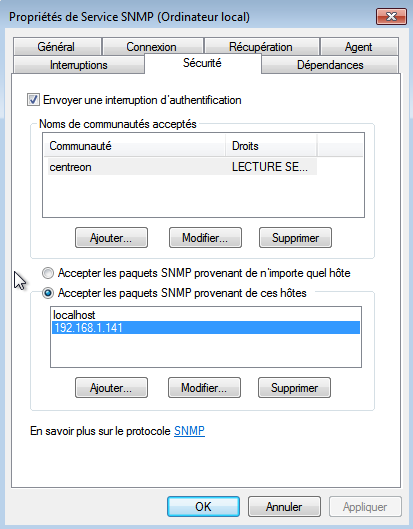 Propriétés de Service SNMP (Ordinateur local)
Général Connexion Récupération Agent
Interruptions Sécurité Dépendances
Envoyer une interruption d'authentification
Noms de communautés acceptés
Communauté Droits
centreon LECTURE SE...
Ajouter... Modifier... Supprimer
Accepter les paquets SNMP provenant de n'importe quel hôte
Accepter les paquets SNMP provenant de ces hôtes
localhost
192.168.1.141
Ajouter... Modifier... Supprimer
En savoir plus sur le protocole SNMP
OK Annuler Appliquer